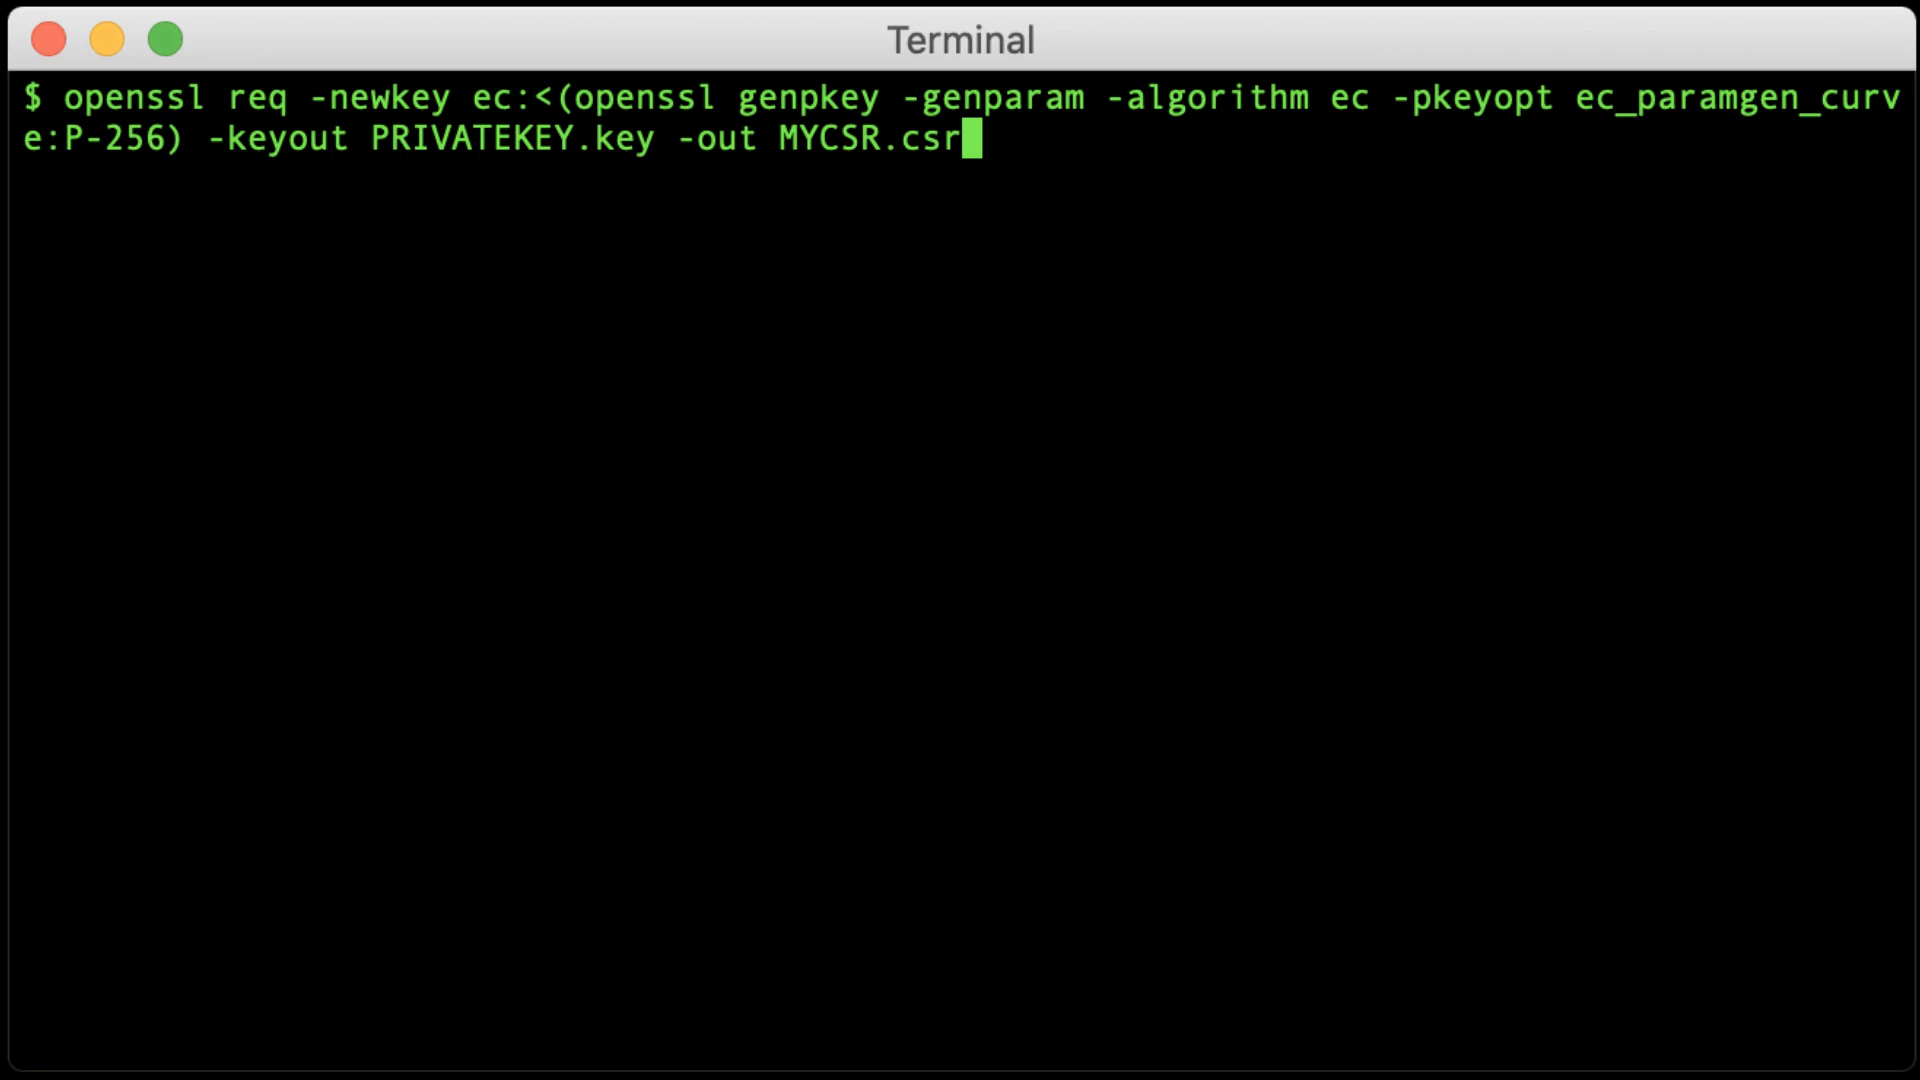 Terminal
$ openssl req -newkey ec:<(openssl genpkey -genparam -algorithm ec -pkeyopt ec_paramgen_curv
e:P-256) -keyout PRIVATEKEY.key -out MYCSR.csr